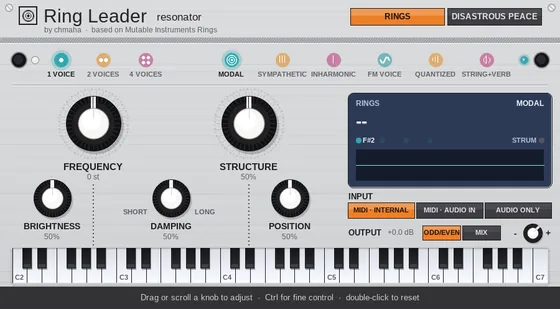 Ring Leader resonator
by chmaha · based on Mutable Instruments Rings
RINGS DISASTROUS PEACE
1 VOICE 2 VOICES 4 VOICES MODAL SYMPATHETIC INHARMONIC FM VOICE QUANTIZED STRING+VERB
FREQUENCY
0 st
STRUCTURE
50%
BRIGHTNESS
50%
SHORT LONG
DAMPING
50%
POSITION
50%
RINGS MODAL
--
F#2 STRUM
INPUT
MIDI · INTERNAL MIDI · AUDIO IN AUDIO ONLY
OUTPUT +0.0 dB ODD/EVEN MIX - +
C2 C3 C4 C5 C6 C7
Drag or scroll a knob to adjust · Ctrl for fine control · double-click to reset